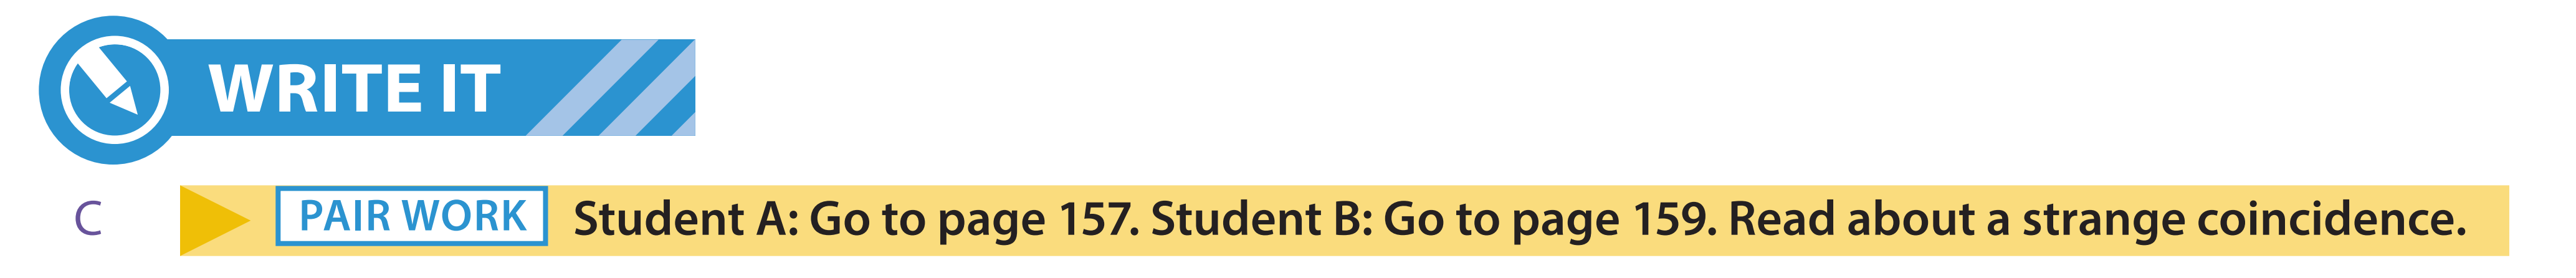 WRITE IT
C PAIR WORK Student A: Go to page 157. Student B: Go to page 159. Read about a strange coincidence.